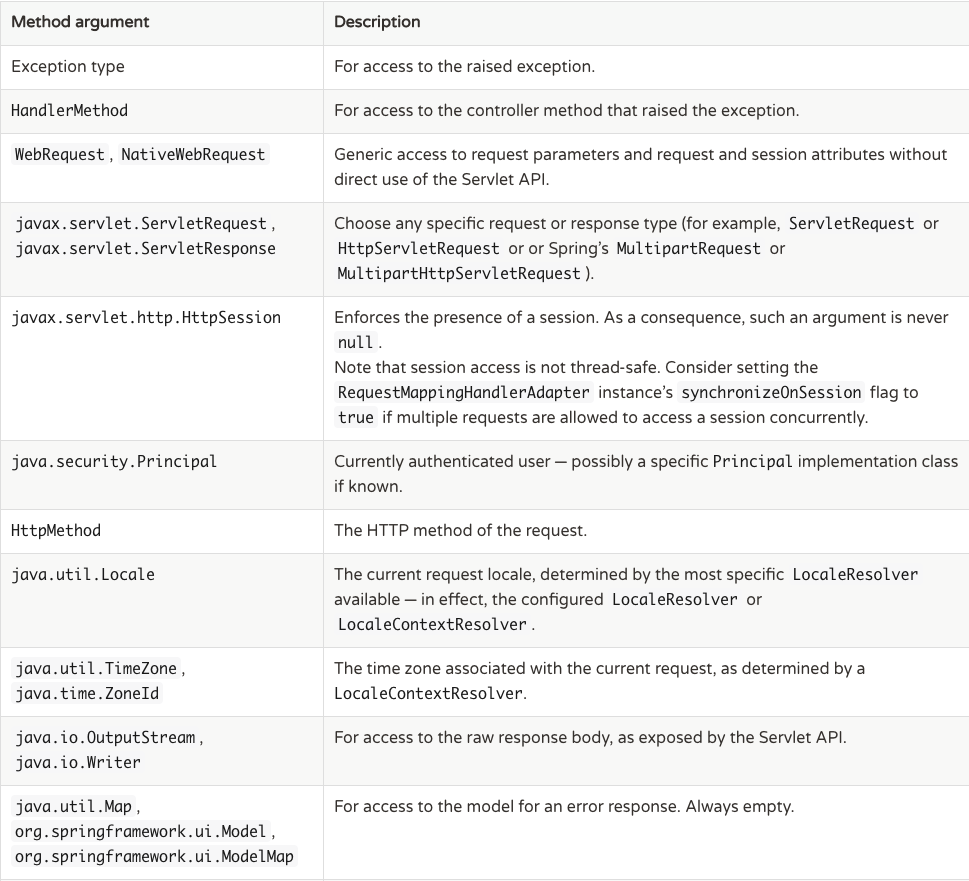 Method argument Description
Exception type For access to the raised exception.
HandlerMethod For access to the controller method that raised the exception.
WebRequest , NativeWebRequest Generic access to request parameters and request and session attributes without
direct use of the Servlet API.
javax.servlet.ServletRequest , Choose any specific request or response type (for example, ServletRequest or
javax.servlet.ServletResponse HttpServletRequest or or Spring’s MultipartRequest or
MultipartHttpServletRequest ).
javax.servlet.http.HttpSession Enforces the presence of a session. As a consequence, such an argument is never
null .
Note that session access is not thread-safe. Consider setting the
RequestMappingHandlerAdapter instance’s synchronizeOnSession flag to
true if multiple requests are allowed to access a session concurrently.
java.security.Principal Currently authenticated user — possibly a specific Principal implementation class
if known.
HttpMethod The HTTP method of the request.
java.util.Locale The current request locale, determined by the most specific LocaleResolver
available — in effect, the configured LocaleResolver or
LocaleContextResolver .
java.util.TimeZone , The time zone associated with the current request, as determined by a
java.time.ZoneId LocaleContextResolver.
java.io.OutputStream , For access to the raw response body, as exposed by the Servlet API.
java.io.Writer
java.util.Map , For access to the model for an error response. Always empty.
org.springframework.ui.Model ,
org.springframework.ui.ModelMap